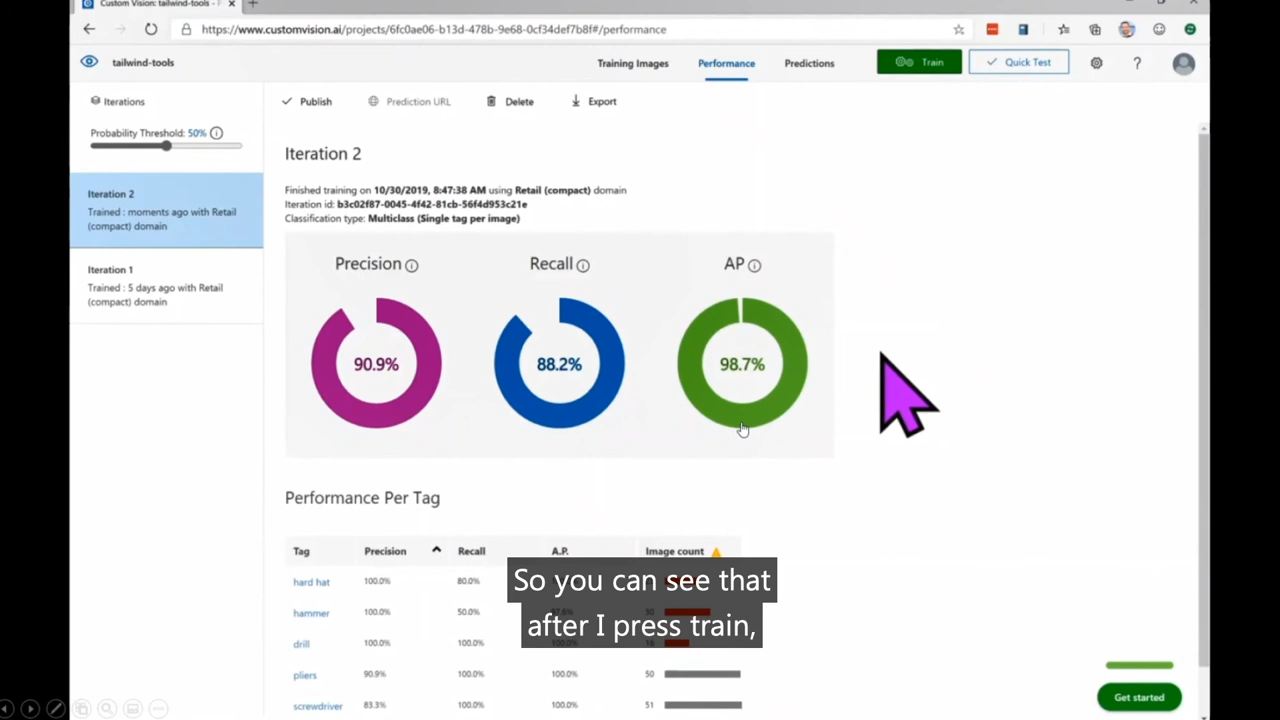 Custom Vision: tailwind-tools - P
https://www.customvision.ai/projects/6fc0ae06-b13d-478b-9e68-0cf34def7b8f#/performance
tailwind-tools
Training Images
Performance
Predictions
Train
Quick Test
Iterations
Probability Threshold: 50%
Iteration 2
Trained : moments ago with Retail
(compact) domain
Iteration 1
Trained : 5 days ago with Retail
(compact) domain
Publish
Prediction URL
Delete
Export
Iteration 2
Finished training on 10/30/2019, 8:47:38 AM using Retail (compact) domain
Iteration id: b3c02f87-0045-4f42-81cb-56f4d953c21e
Classification type: Multiclass (Single tag per image)
Precision
Recall
AP
90.9%
88.2%
98.7%
Performance Per Tag
Tag Precision Recall A.P. Image count
hard hat 100.0% 80.0%
hammer 100.0% 50.0%
drill 100.0% 100.0%
pliers 90.9% 100.0% 100.0% 50
screwdriver 83.3% 100.0% 100.0% 51
So you can see that
after I press train,
Get started